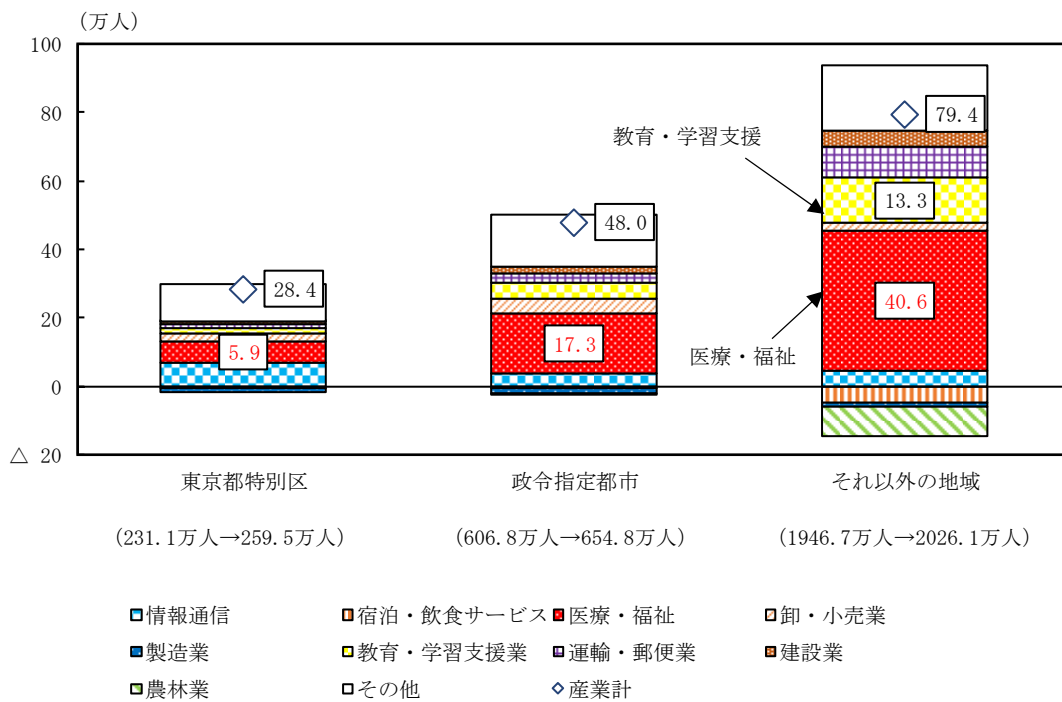 (万人)
100
80
60
40
20
0
△ 20
教育・学習支援
医療・福祉
28.4
5.9
48.0
17.3
79.4
13.3
40.6
東京都特別区 政令指定都市 それ以外の地域
(231.1万人→259.5万人) (606.8万人→654.8万人) (1946.7万人→2026.1万人)
情報通信 宿泊・飲食サービス 医療・福祉 卸・小売業
製造業 教育・学習支援業 運輸・郵便業 建設業
農林業 その他 産業計